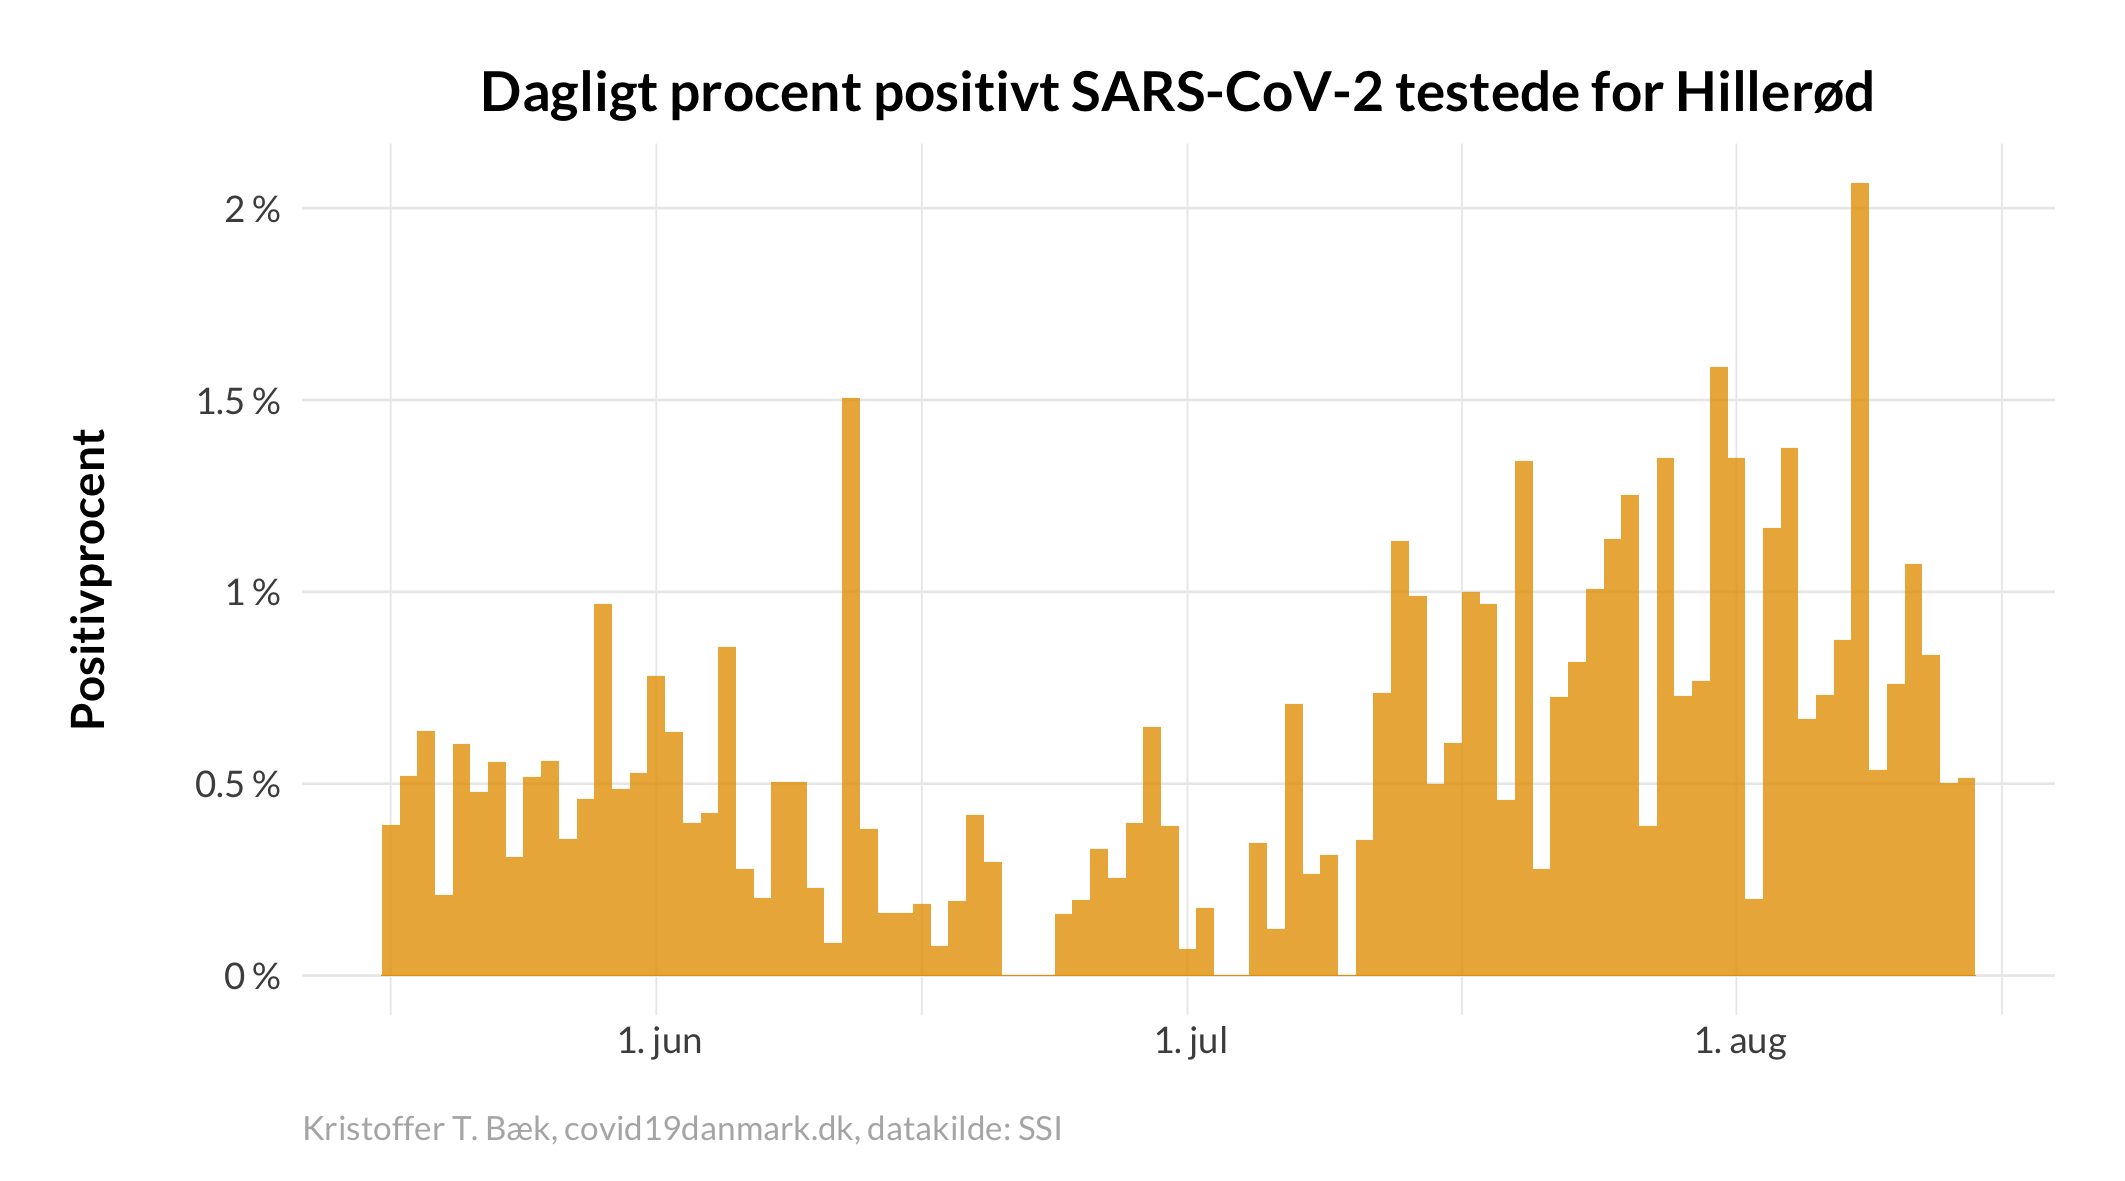 Dagligt procent positivt SARS-CoV-2 testede for Hillerød
Positivprocent
2 %
1.5 %
1 %
0.5 %
0 %
1. jun
1. jul
1. aug
Kristoffer T. Bæk, covid19danmark.dk, datakilde: SSI